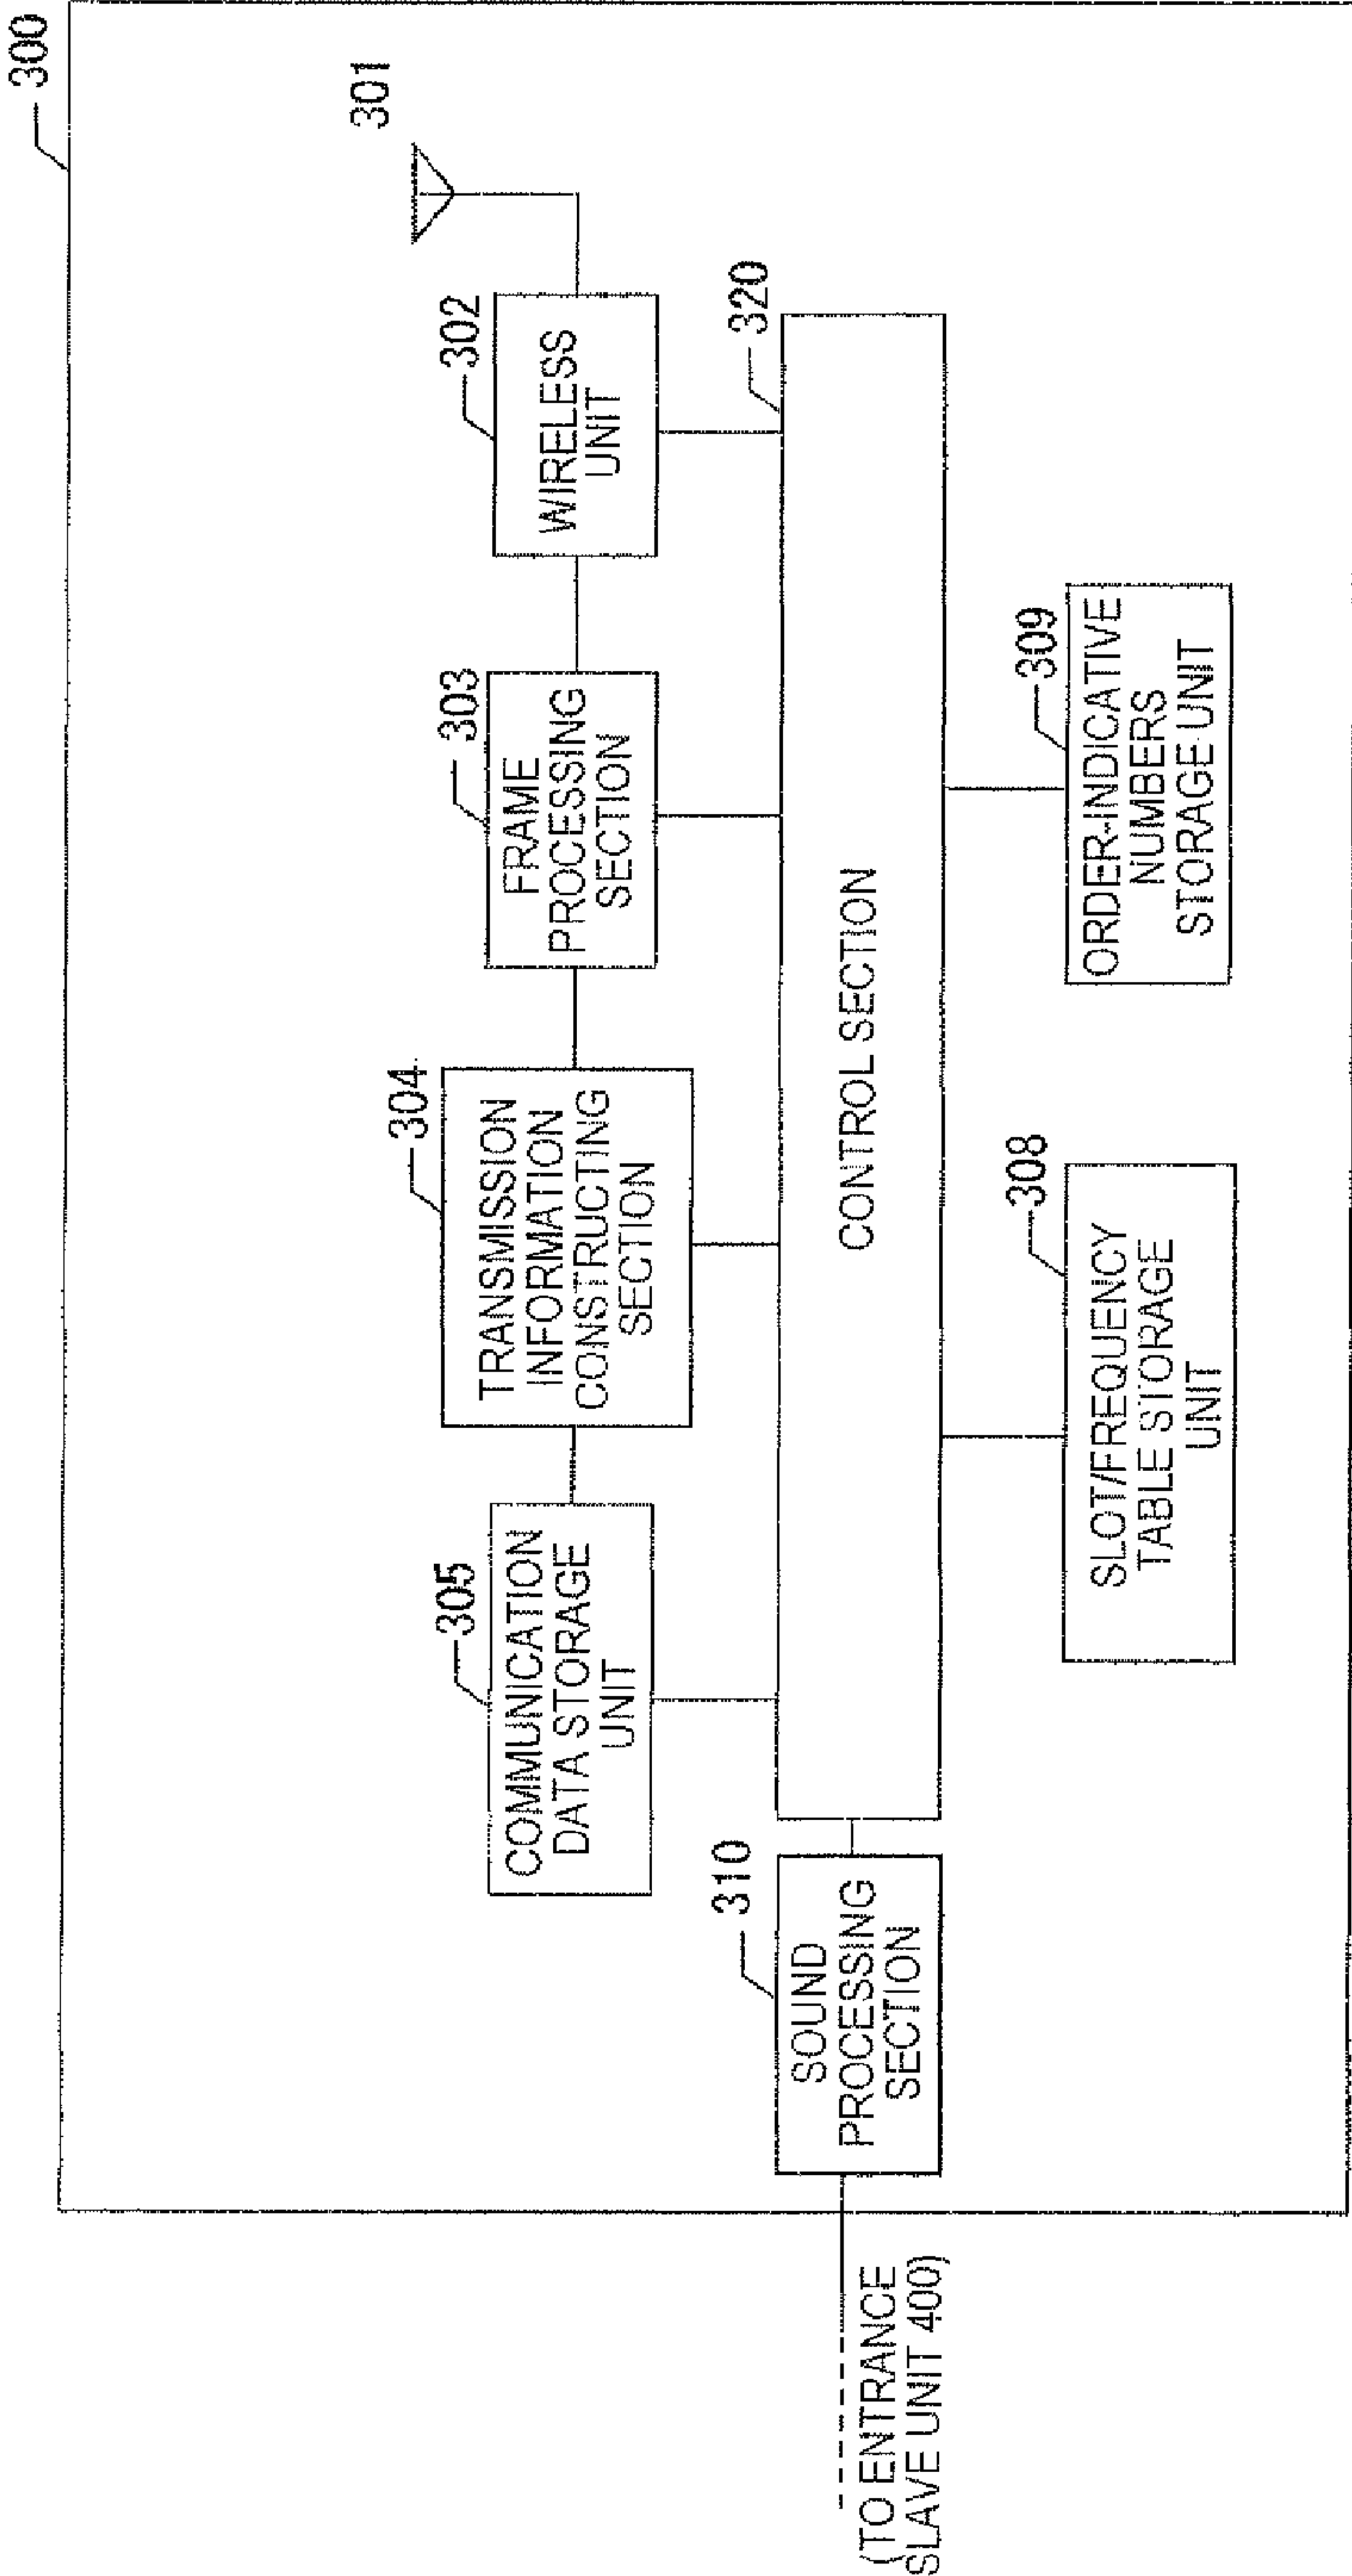 300
301
302
WIRELESS
UNIT
303
FRAME
PROCESSING
SECTION
304
TRANSMISSION
INFORMATION
CONSTRUCTING
SECTION
305
COMMUNICATION
DATA STORAGE
UNIT
320
CONTROL SECTION
310
SOUND
PROCESSING
SECTION
(TO ENTRANCE
SLAVE UNIT 400)
308
SLOT/FREQUENCY
TABLE STORAGE
UNIT
309
ORDER-INDICATIVE
NUMBERS
STORAGE UNIT